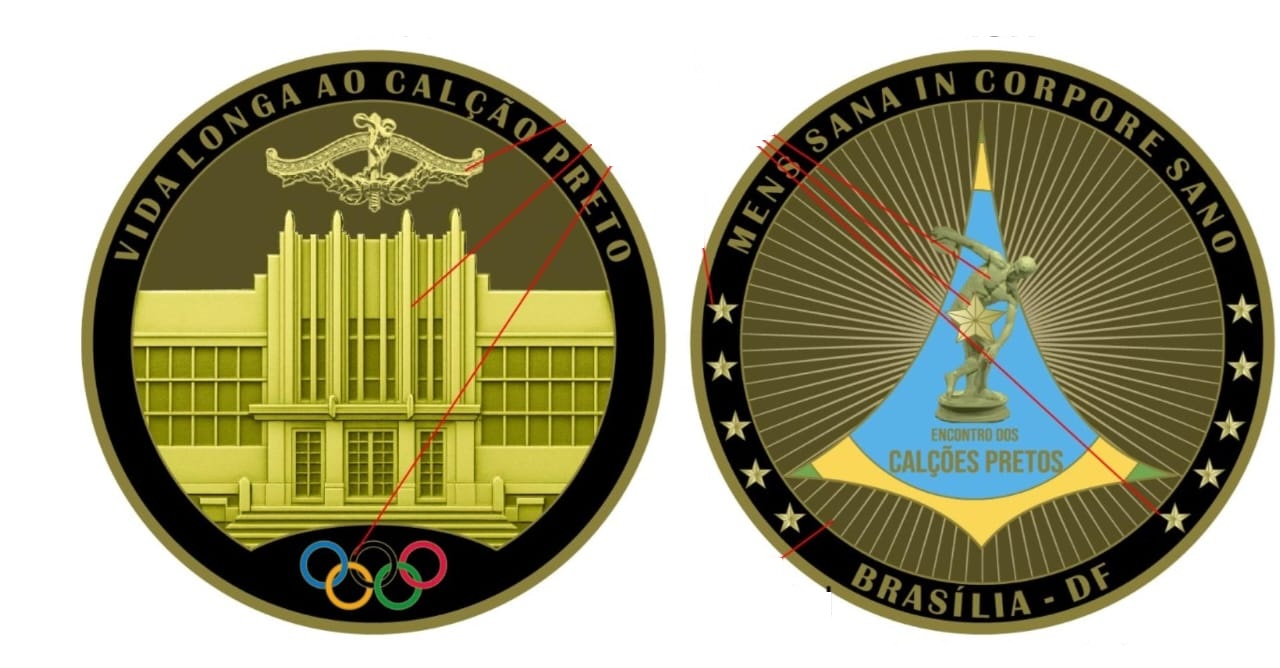 VIDA LONGA AO CALÇÃO PRETO
MENS SANA IN CORPORE SANO
ENCONTRO DOS
CALÇÕES PRETOS
BRASÍLIA - DF